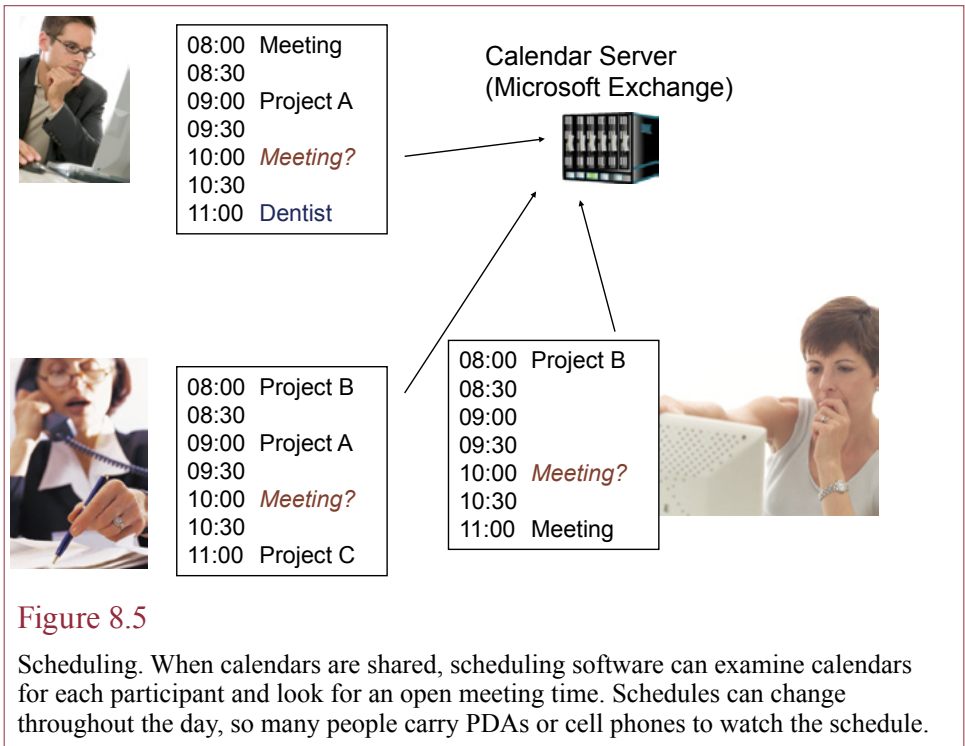 08:00 Meeting
08:30
09:00 Project A
09:30
10:00 Meeting?
10:30
11:00 Dentist
Calendar Server
(Microsoft Exchange)
08:00 Project B
08:30
09:00 Project A
09:30
10:00 Meeting?
10:30
11:00 Project C
08:00 Project B
08:30
09:00
09:30
10:00 Meeting?
10:30
11:00 Meeting
Figure 8.5
Scheduling. When calendars are shared, scheduling software can examine calendars
for each participant and look for an open meeting time. Schedules can change
throughout the day, so many people carry PDAs or cell phones to watch the schedule.